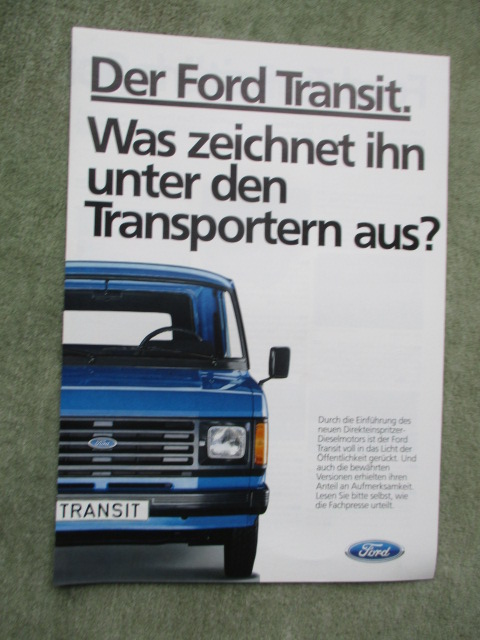 Der Ford Transit.
Was zeichnet ihn
unter den
Transportern aus?
Durch die Einführung des
neuen Direkteinspritzer-
Dieselmotors ist der Ford
Transit voll in das Licht der
Öffentlichkeit gerückt. Und
auch die bewährten
Versionen erhielten ihren
Anteil an Aufmerksamkeit.
Lesen Sie bitte selbst, wie
die Fachpresse urteilt.
Ford
TRANSIT
Ford